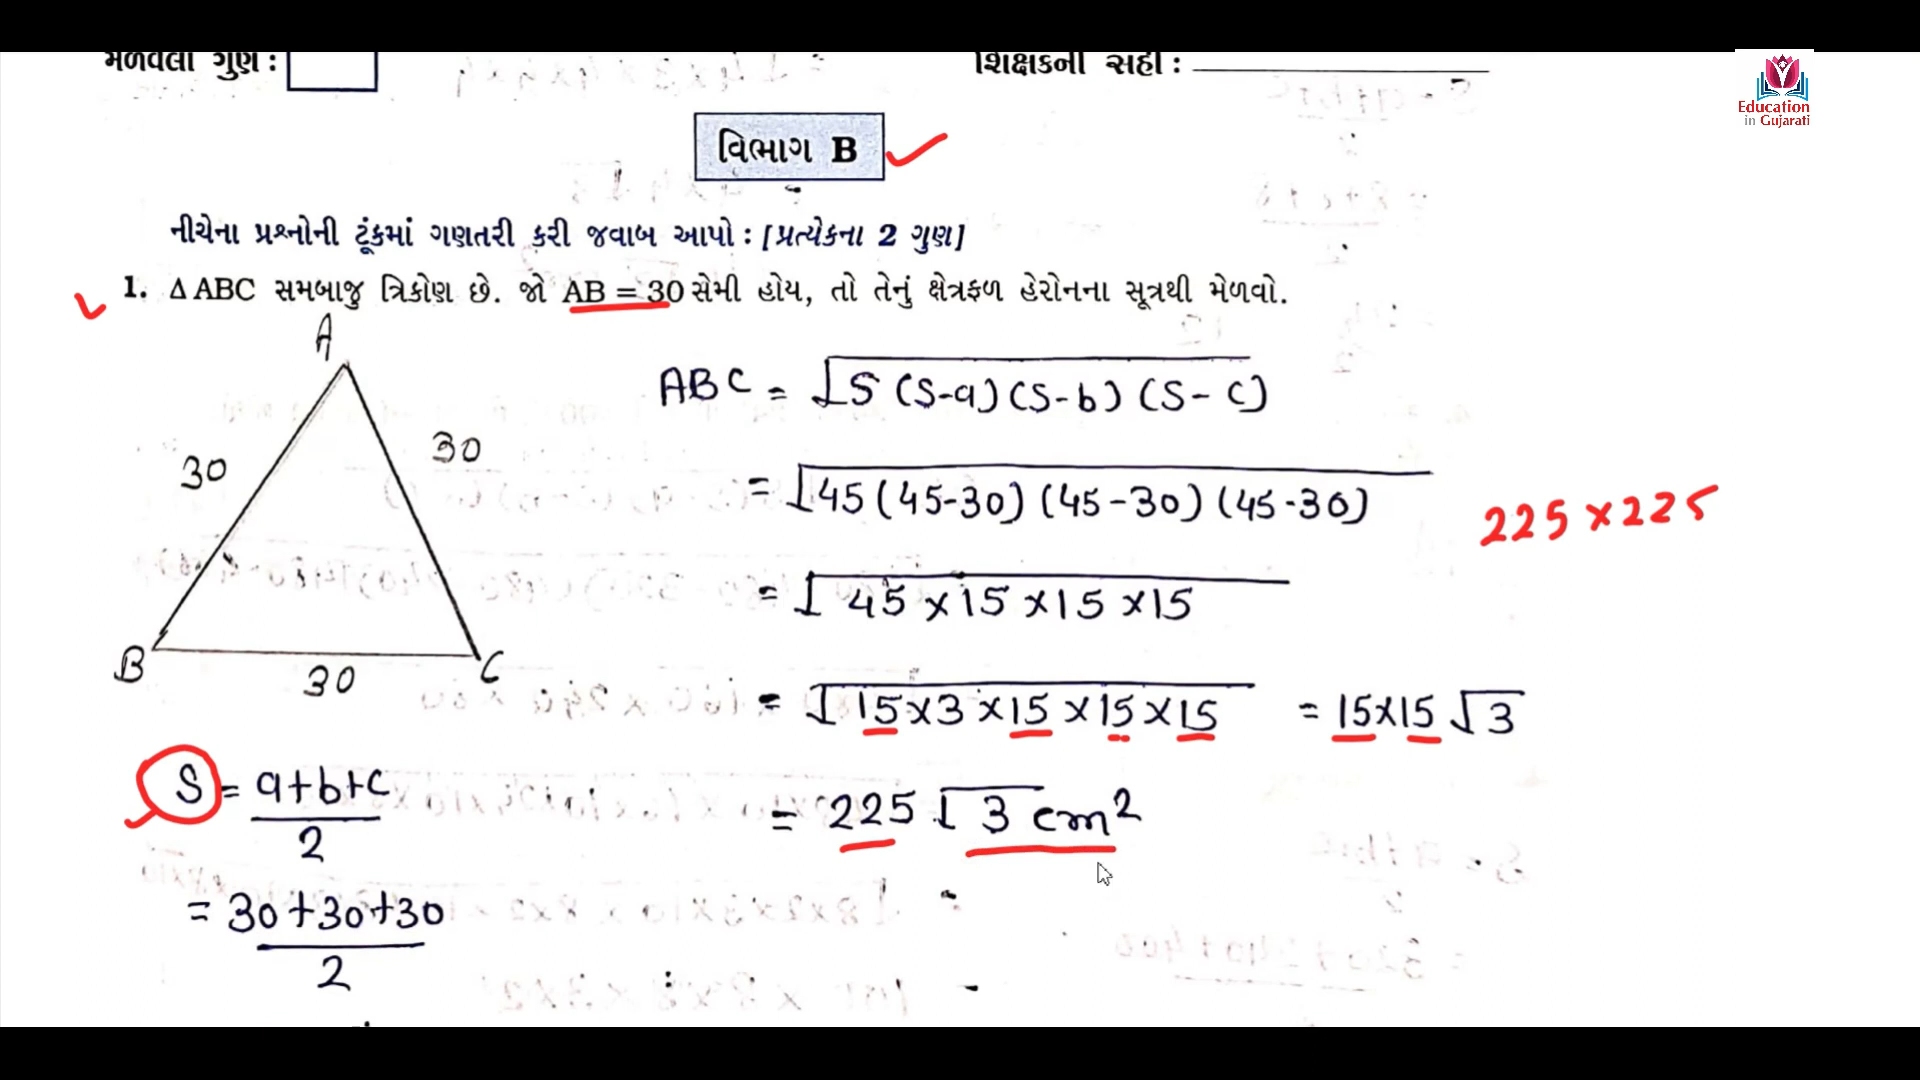 મેળવેલા ગુણ :
શિક્ષકની સહી :
Education
in Gujarati
વિભાગ B
નીચેના પ્રશ્નોની ટૂંકમાં ગણતરી કરી જવાબ આપો : [પ્રત્યેકના 2 ગુણ]
1. Δ ABC સમબાજુ ત્રિકોણ છે. જો AB = 30 સેમી હોય, તો તેનું ક્ષેત્રફળ હેરોનના સૂત્રથી મેળવો.
A
30
30
B
30
C
ABC = √S (S-a) (S-b) (S-c)
= √45 (45-30) (45-30) (45-30)
225 × 225
= √45 × 15 × 15 × 15
= √15 × 3 × 15 × 15 × 15 = 15×15 √3
= 225 √3 cm²
S = a+b+c
2
= 30+30+30
2